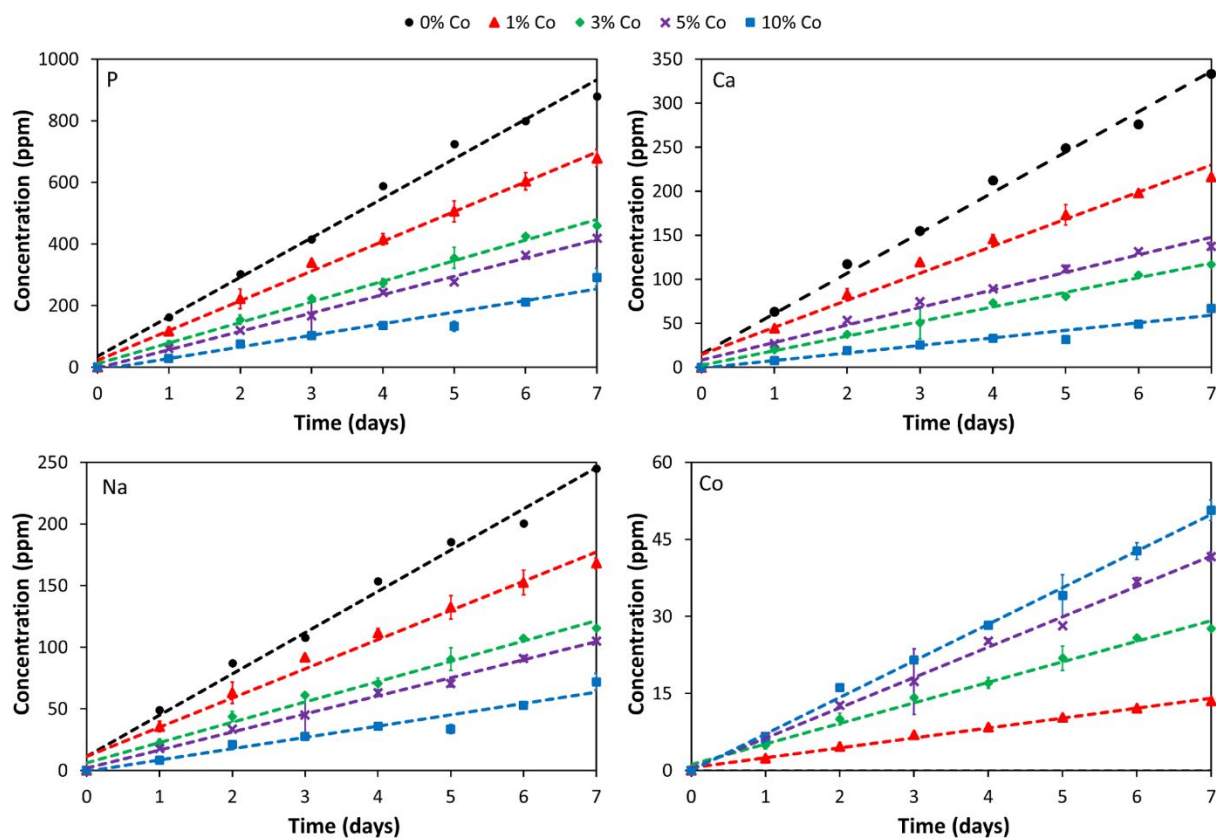 0% Co 1% Co 3% Co 5% Co 10% Co
P
Concentration (ppm)
1000
800
600
400
200
0
0 1 2 3 4 5 6 7
Time (days)
Ca
Concentration (ppm)
350
300
250
200
150
100
50
0
0 1 2 3 4 5 6 7
Time (days)
Na
Concentration (ppm)
250
200
150
100
50
0
0 1 2 3 4 5 6 7
Time (days)
Co
Concentration (ppm)
60
45
30
15
0
0 1 2 3 4 5 6 7
Time (days)